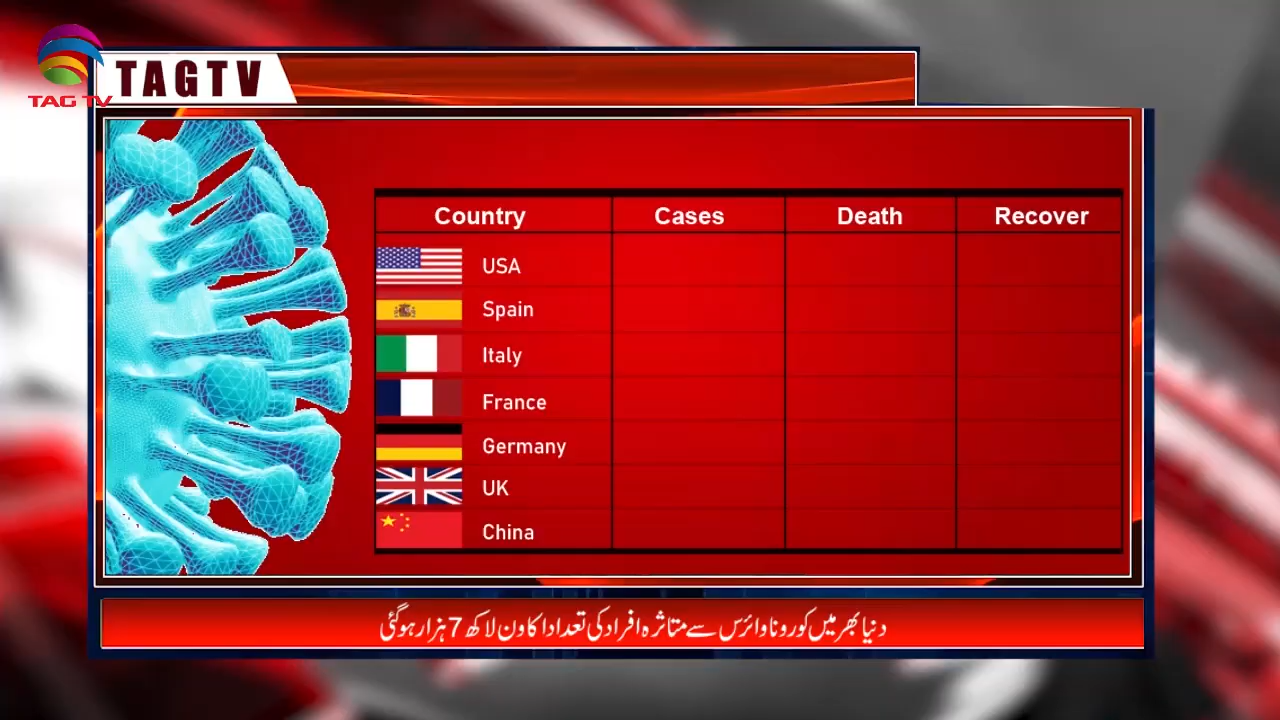 TAG TV
TAGTV
Country Cases Death Recover
USA
Spain
Italy
France
Germany
UK
China
دنیا بھر میں کورونا وائرس سے متاثرہ افراد کی تعداد اکاون لاکھ 7 ہزار ہوگئی